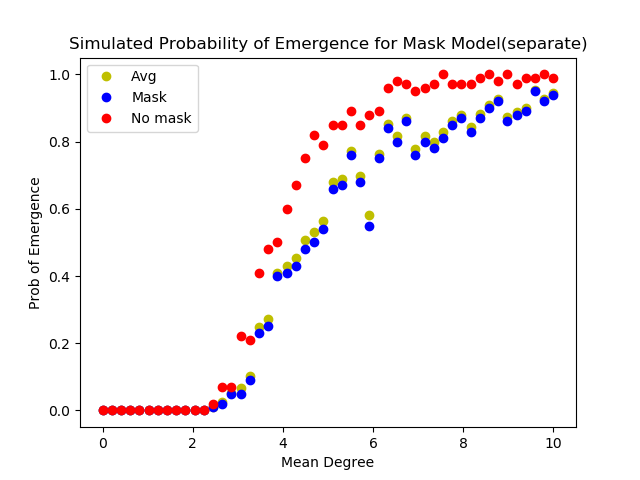 Simulated Probability of Emergence for Mask Model(separate)
Avg
Mask
No mask
1.0
0.8
0.6
0.4
0.2
0.0
Prob of Emergence
0 2 4 6 8 10
Mean Degree